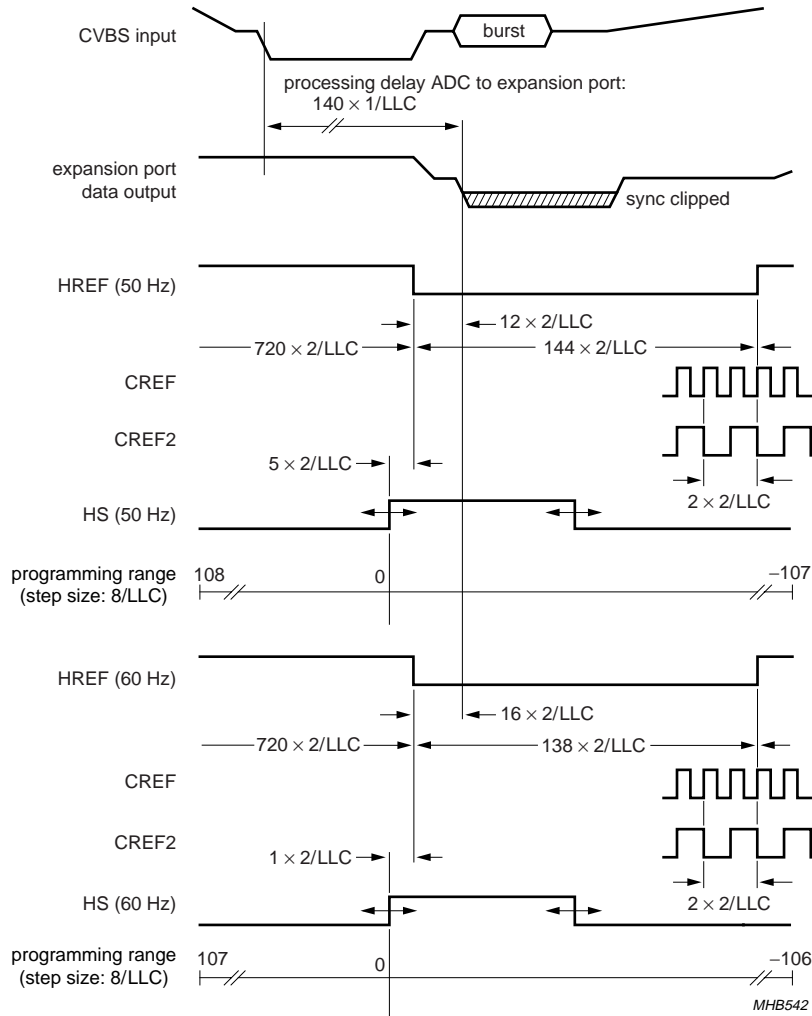 CVBS input
burst
processing delay ADC to expansion port:
140 × 1/LLC
expansion port
data output
sync clipped
HREF (50 Hz)
12 × 2/LLC
720 × 2/LLC
144 × 2/LLC
CREF
CREF2
5 × 2/LLC
2 × 2/LLC
HS (50 Hz)
programming range
(step size: 8/LLC)
108
0
−107
HREF (60 Hz)
16 × 2/LLC
720 × 2/LLC
138 × 2/LLC
CREF
CREF2
1 × 2/LLC
2 × 2/LLC
HS (60 Hz)
programming range
(step size: 8/LLC)
107
0
−106
MHB542